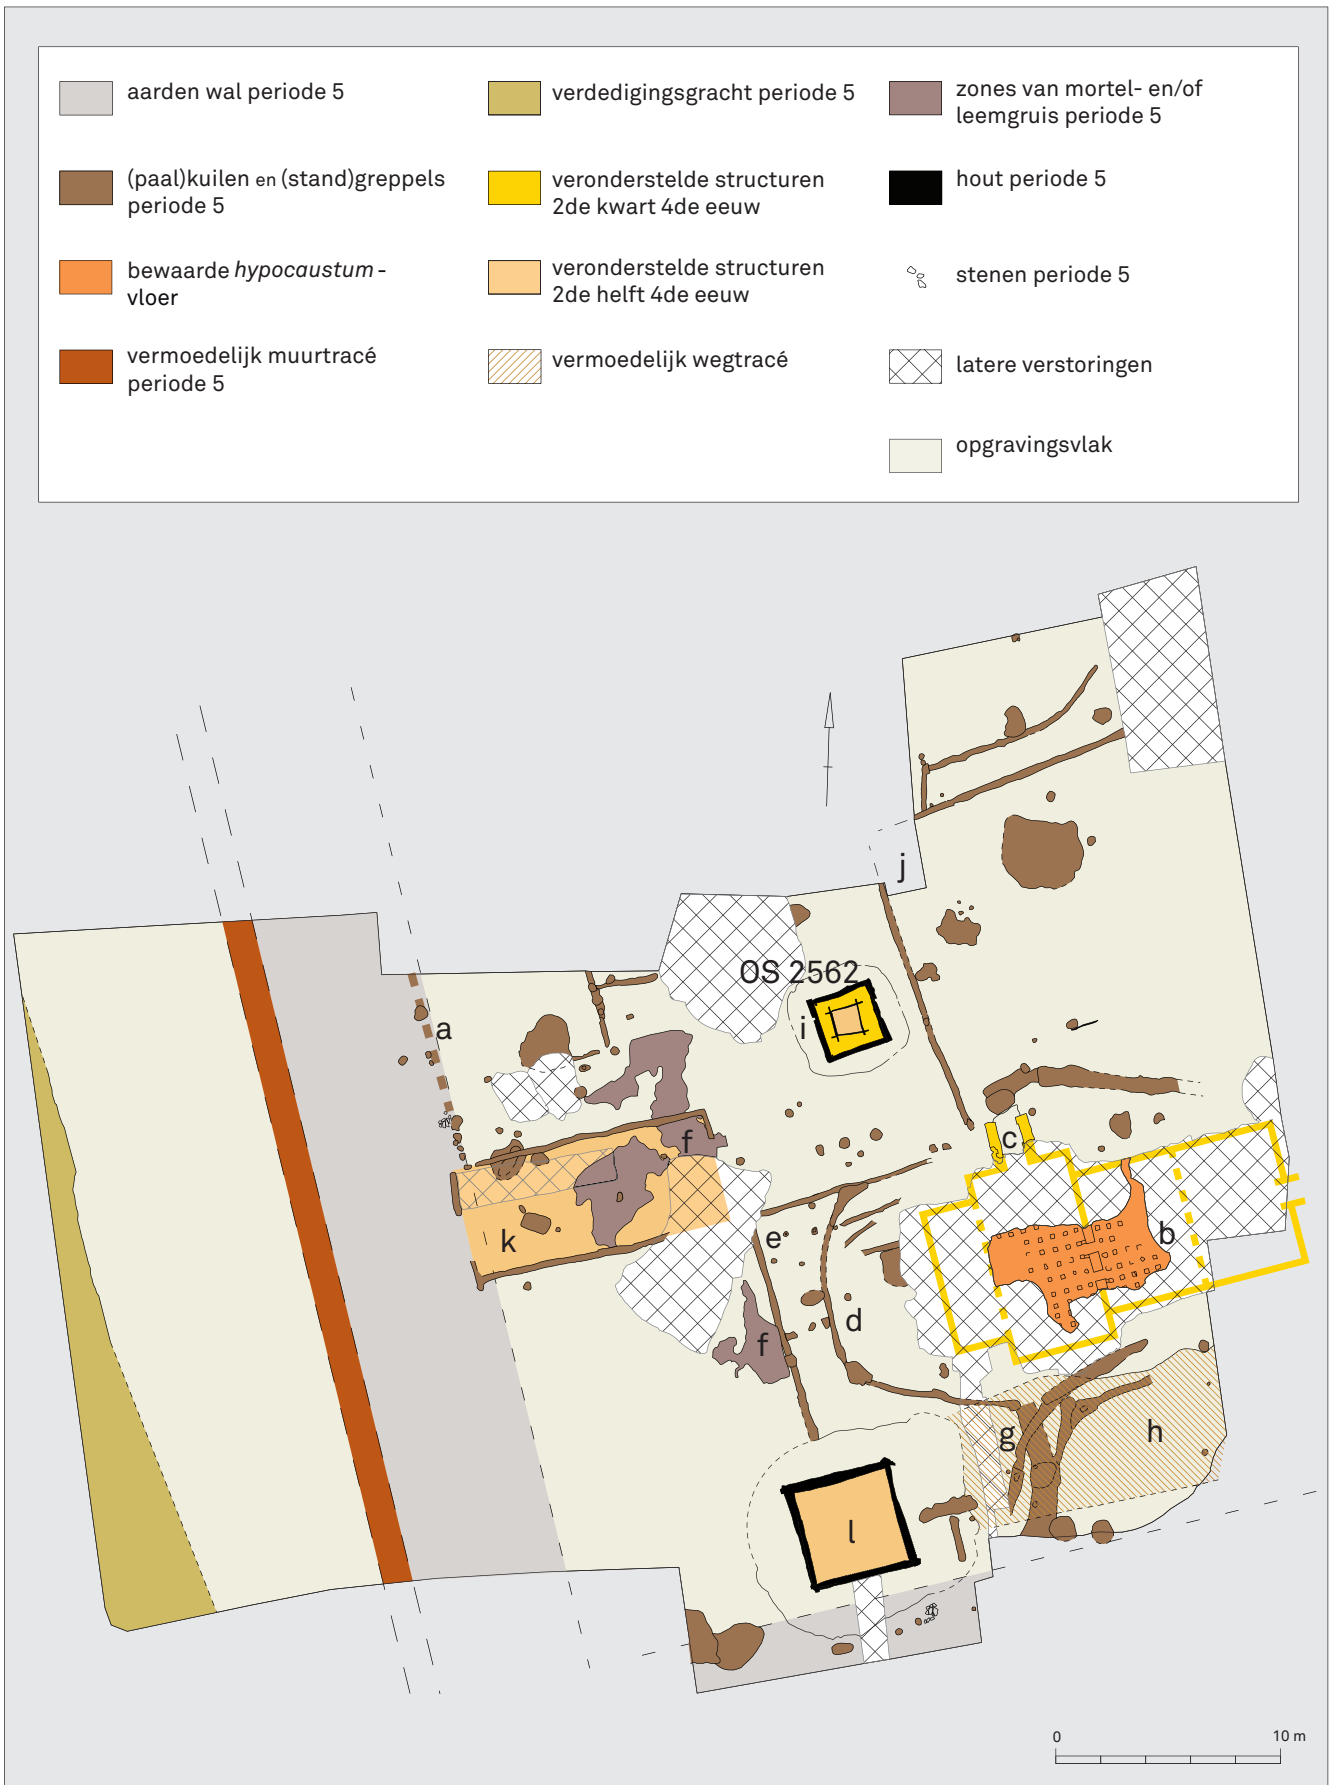 aarden wal periode 5
(paal)kuilen en (stand)greppels
periode 5
bewaarde hypocaustum-
vloer
vermoedelijk muurtracé
periode 5
verdedigingsgracht periode 5
veronderstelde structuren
2de kwart 4de eeuw
veronderstelde structuren
2de helft 4de eeuw
vermoedelijk wegtracé
zones van mortel- en/of
leemgruis periode 5
hout periode 5
stenen periode 5
latere verstoringen
opgravingsvlak
j
OS 2562
i
a
c
f
k
e
b
d
f
g
h
l
0
10 m